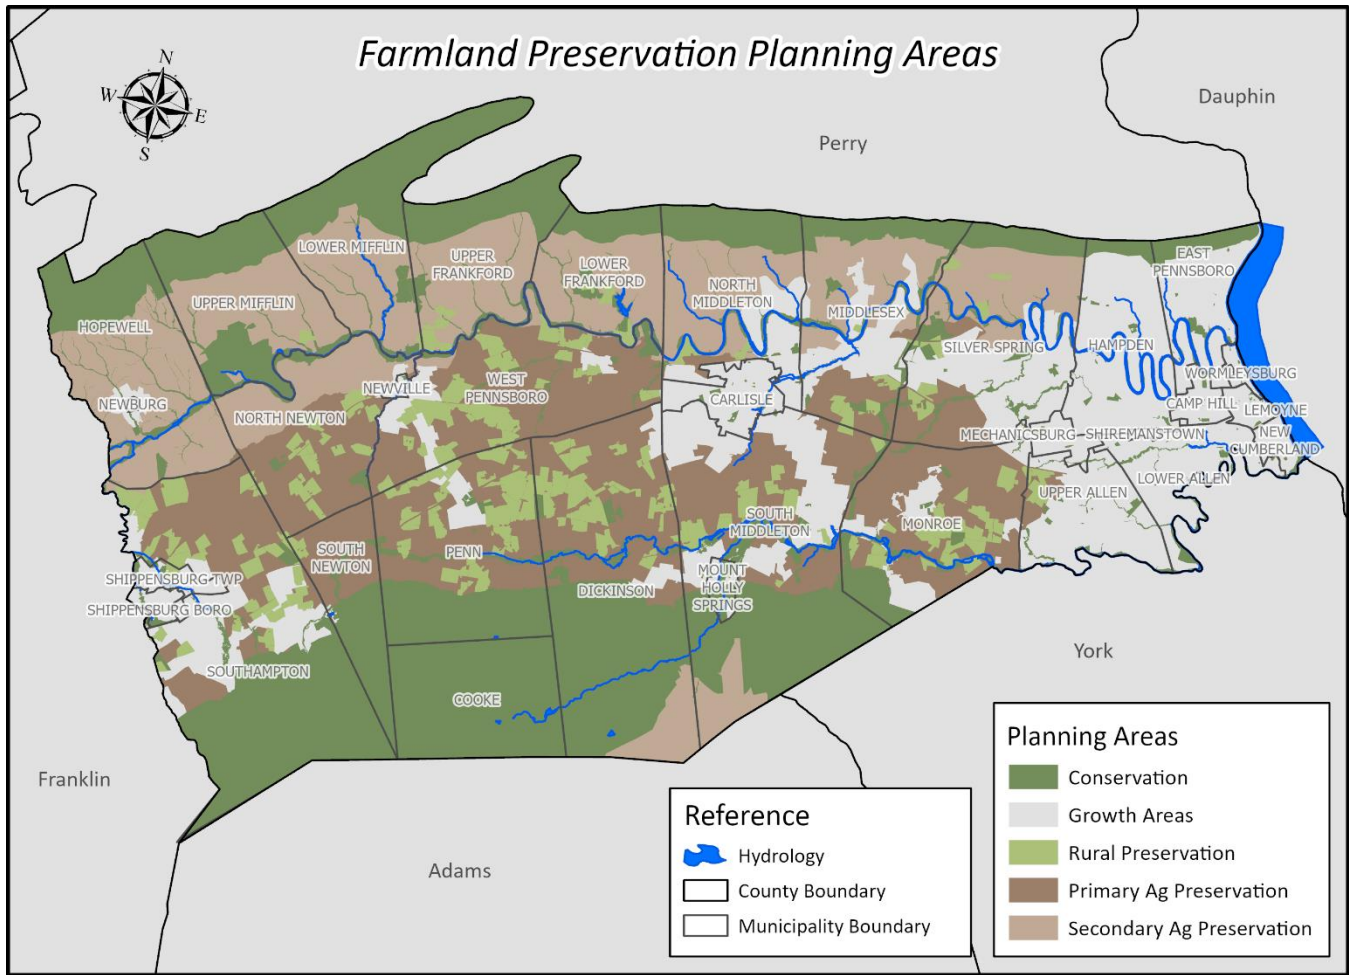 Farmland Preservation Planning Areas
N
W
E
S
Dauphin
Perry
EAST
PENNSBORO
LOWER MIFFLIN
UPPER
FRANKFORD
LOWER
FRANKFORD
NORTH
MIDDLETON
UPPER MIFFLIN
MIDDLESEX
HOPEWELL
SILVER SPRING
HAMPDEN
WORMLEYSBURG
NEWVILLE
WEST
PENNSBORO
NEWBURG
CARLISLE
CAMP HILL
LEMOYNE
NORTH NEWTON
MECHANICSBURG
SHIREMANSTOWN
NEW
CUMBERLAND
LOWER ALLEN
UPPER ALLEN
SOUTH
MIDDLETON
MONROE
SOUTH
NEWTON
PENN
SHIPPENSBURG TWP
MOUNT
HOLLY
SPRINGS
DICKINSON
SHIPPENSBURG BORO
SOUTHAMPTON
COOKE
York
Franklin
Adams
Reference
Hydrology
County Boundary
Municipality Boundary
Planning Areas
Conservation
Growth Areas
Rural Preservation
Primary Ag Preservation
Secondary Ag Preservation